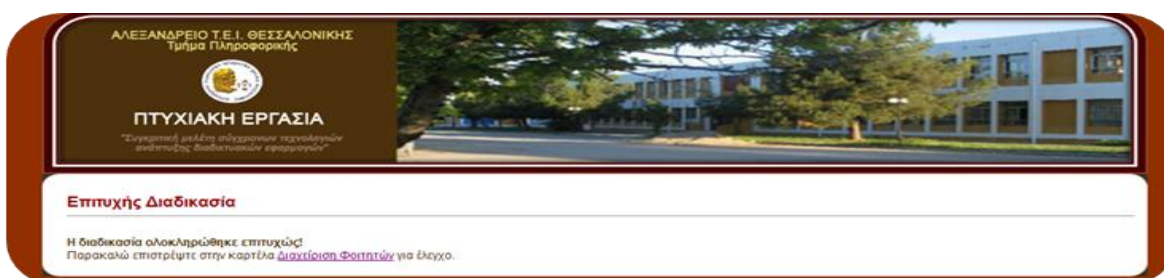 ΑΛΕΞΑΝΔΡΕΙΟ Τ.Ε.Ι. ΘΕΣΣΑΛΟΝΙΚΗΣ
Τμήμα Πληροφορικής
ΠΤΥΧΙΑΚΗ ΕΡΓΑΣΙΑ
"Συγκριτική μελέτη σύγχρονων τεχνολογιών
ανάπτυξης διαδικτυακών εφαρμογών"
Επιτυχής Διαδικασία
Η διαδικασία ολοκληρώθηκε επιτυχώς!
Παρακαλώ επιστρέψτε στην καρτέλα Διαχείριση Φοιτητών για έλεγχο.